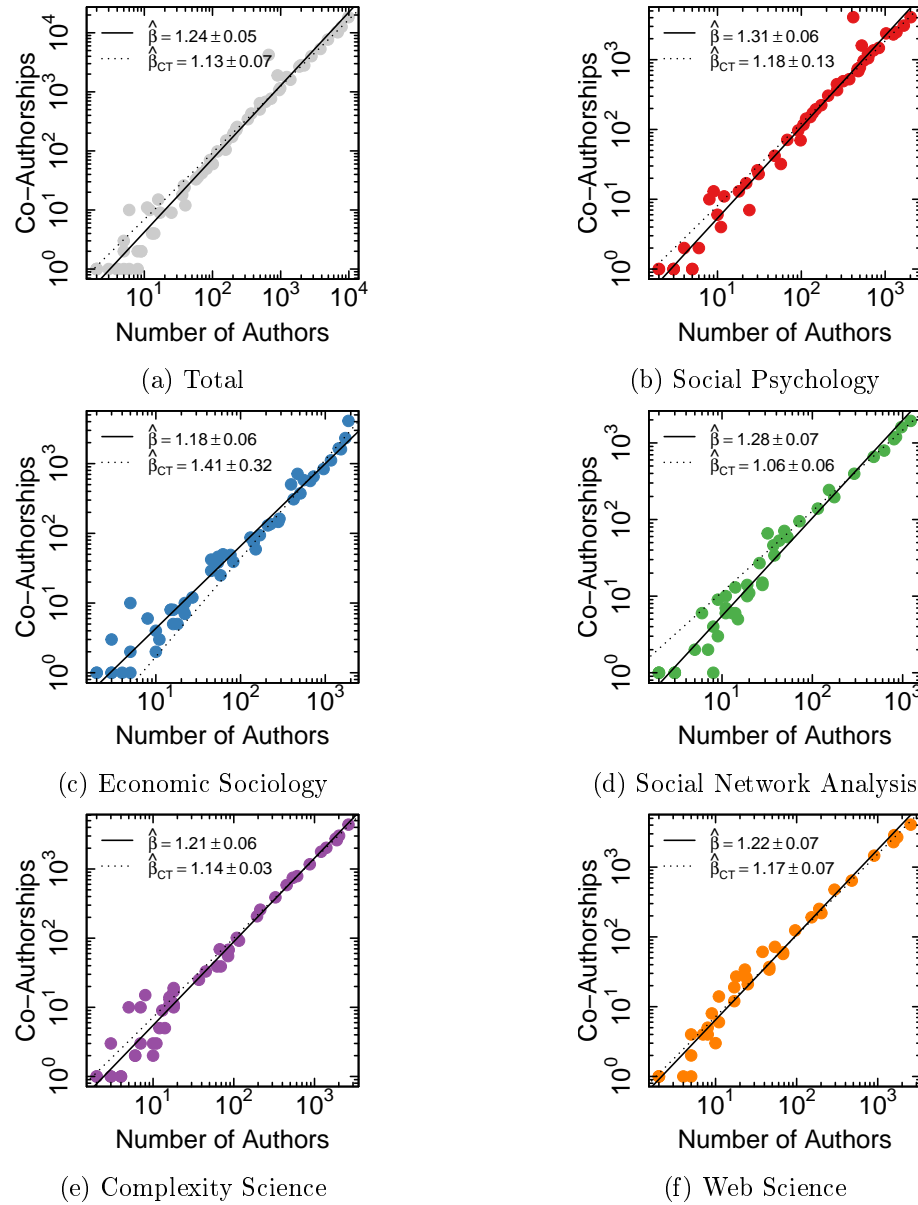 β̂ = 1.24 ± 0.05
β̂CT = 1.13 ± 0.07
Co−Authorships
10^0 10^1 10^2 10^3 10^4
10^1 10^2 10^3 10^4
Number of Authors
(a) Total
β̂ = 1.31 ± 0.06
β̂CT = 1.18 ± 0.13
Co−Authorships
10^0 10^1 10^2 10^3
10^1 10^2 10^3
Number of Authors
(b) Social Psychology
β̂ = 1.18 ± 0.06
β̂CT = 1.41 ± 0.32
Co−Authorships
10^0 10^1 10^2 10^3
10^1 10^2 10^3
Number of Authors
(c) Economic Sociology
β̂ = 1.28 ± 0.07
β̂CT = 1.06 ± 0.06
Co−Authorships
10^0 10^1 10^2 10^3
10^1 10^2 10^3
Number of Authors
(d) Social Network Analysis
β̂ = 1.21 ± 0.06
β̂CT = 1.14 ± 0.03
Co−Authorships
10^0 10^1 10^2 10^3
10^1 10^2 10^3
Number of Authors
(e) Complexity Science
β̂ = 1.22 ± 0.07
β̂CT = 1.17 ± 0.07
Co−Authorships
10^0 10^1 10^2 10^3
10^1 10^2 10^3
Number of Authors
(f) Web Science